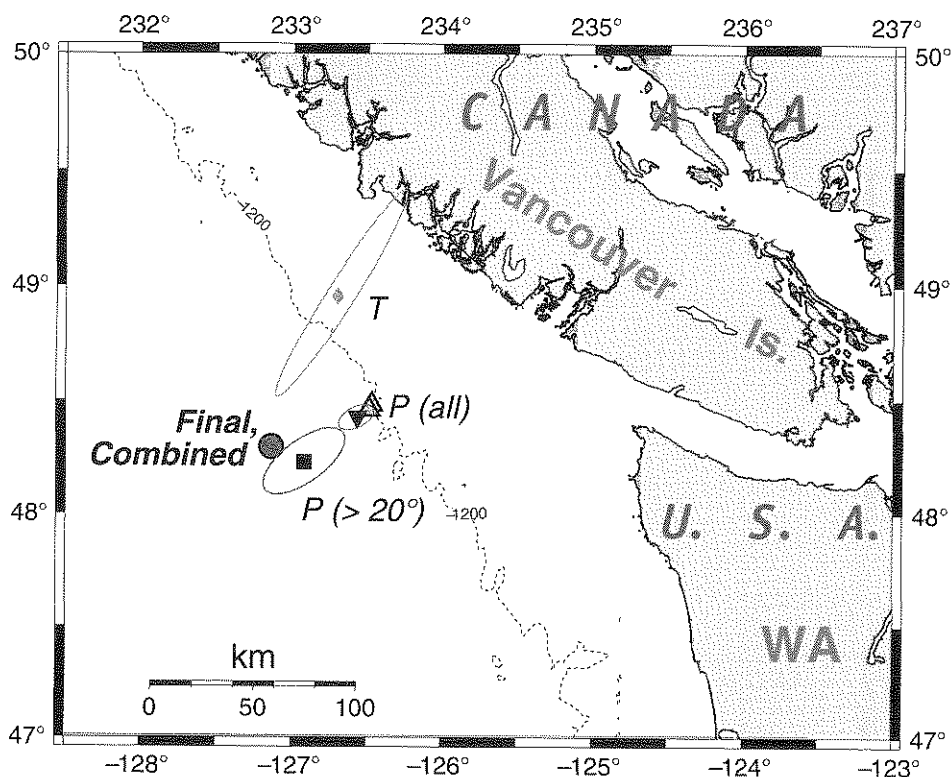 232° 233° 234° 235° 236° 237°
50° 50°
CANADA
Vancouver
Is.
–1200
49° 49°
T
P (all)
Final,
Combined
P (> 20°)
–1200
48° 48°
U. S. A.
WA
km
0 50 100
47° 47°
–128° –127° –126° –125° –124° –123°